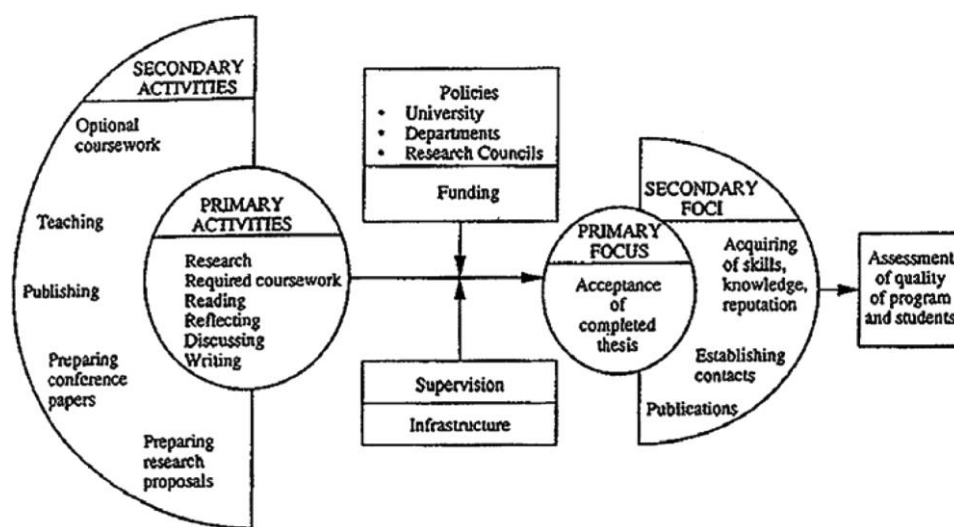 SECONDARY
ACTIVITIES
Optional
coursework
Teaching
Publishing
Preparing
conference
papers
Preparing
research
proposals
PRIMARY
ACTIVITIES
Research
Required coursework
Reading
Reflecting
Discussing
Writing
Policies
• University
• Departments
• Research Councils
Funding
Supervision
Infrastructure
PRIMARY
FOCUS
Acceptance
of
completed
thesis
SECONDARY
FOCI
Acquiring
of skills,
knowledge,
reputation
Establishing
contacts
Publications
Assessment
of quality
of program
and students